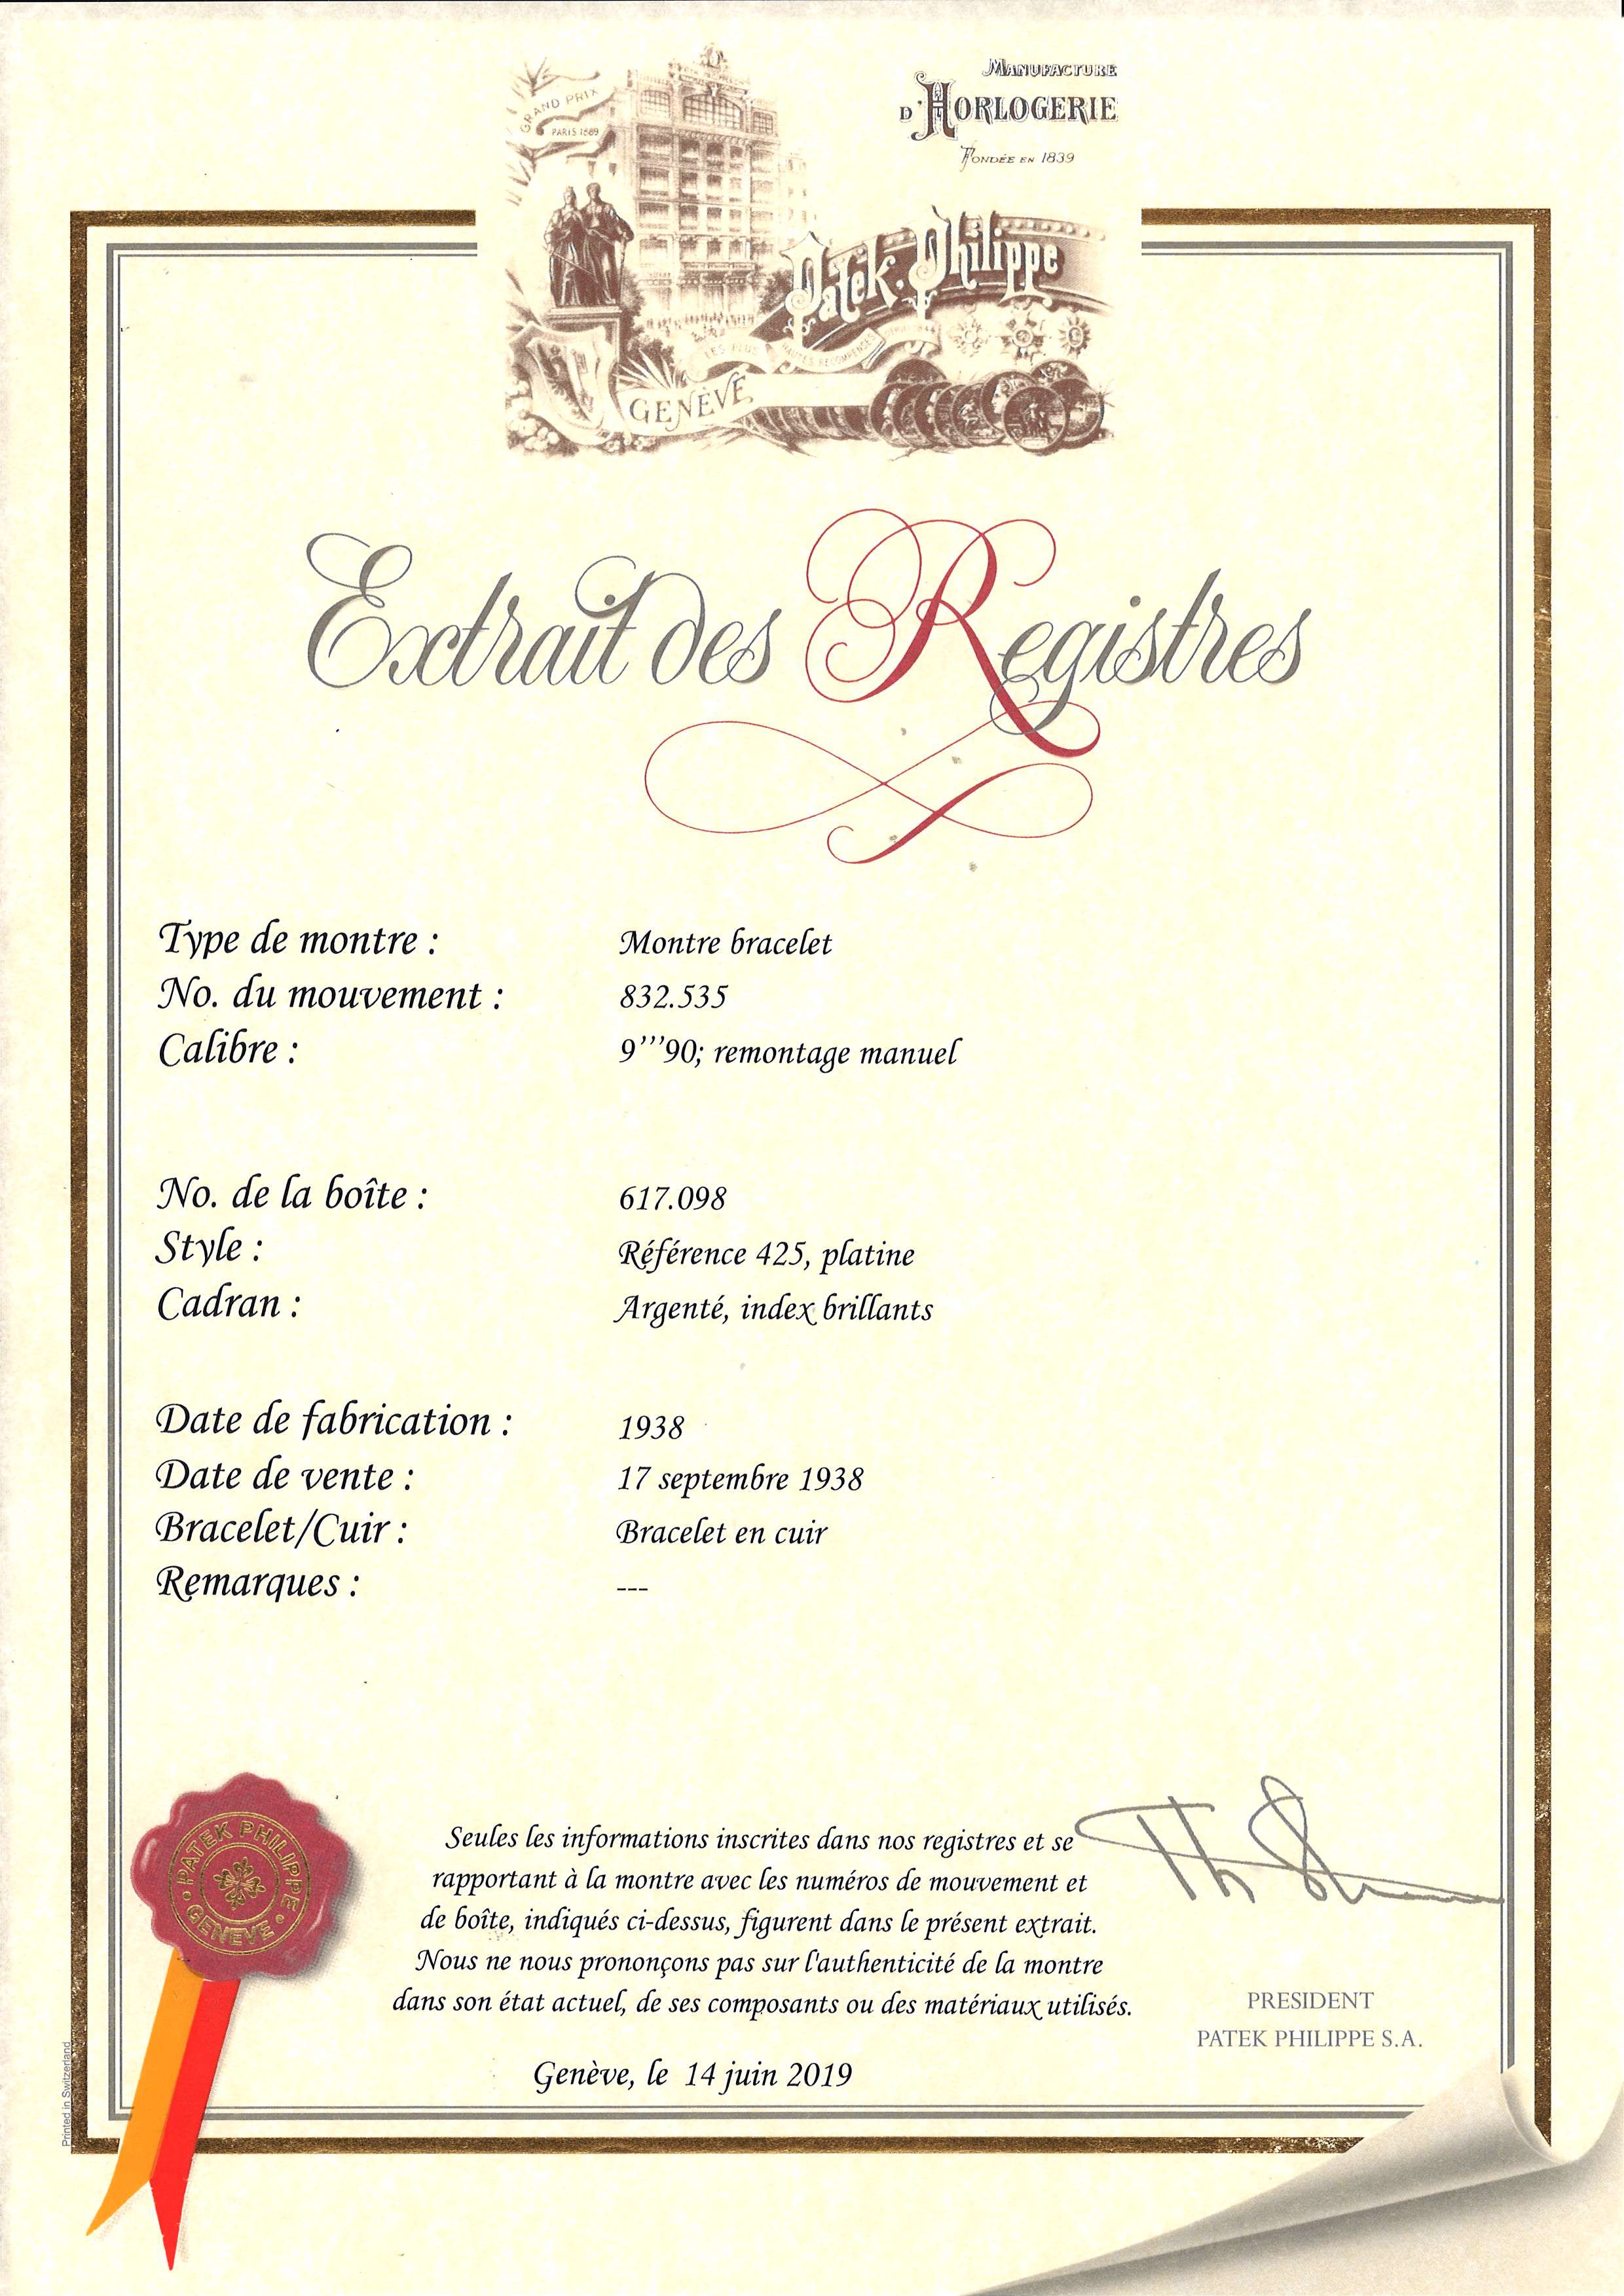 MANUFACTURE
D'HORLOGERIE
FONDÉE EN 1839
GRAND PRIX
PARIS 1889
Patek Philippe
LES PLUS HAUTES RECOMPENSES
GENÈVE
Extrait des Registres
Type de montre : Montre bracelet
No. du mouvement : 832.535
Calibre : 9'''90; remontage manuel
No. de la boîte : 617.098
Style : Référence 425, platine
Cadran : Argenté, index brillants
Date de fabrication : 1938
Date de vente : 17 septembre 1938
Bracelet/Cuir : Bracelet en cuir
Remarques : ---
PATEK PHILIPPE
GENEVE
Seules les informations inscrites dans nos registres et se
rapportant à la montre avec les numéros de mouvement et
de boîte, indiqués ci-dessus, figurent dans le présent extrait.
Nous ne nous prononçons pas sur l'authenticité de la montre
dans son état actuel, de ses composants ou des matériaux utilisés.
PRESIDENT
PATEK PHILIPPE S.A.
Genève, le 14 juin 2019
Printed in Switzerland